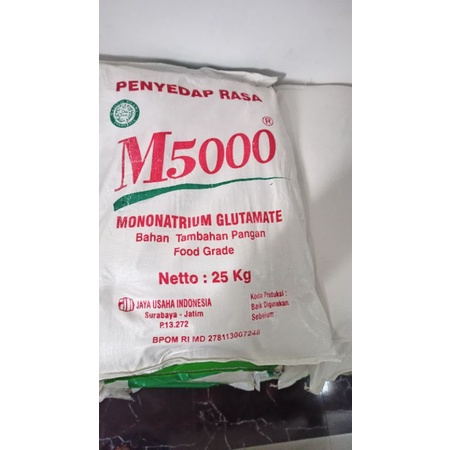 PENYEDAP RASA
M5000®
MONONATRIUM GLUTAMATE
Bahan Tambahan Pangan
Food Grade
Netto : 25 Kg
JAYA USAHA INDONESIA
Surabaya - Jatim
P.13.272
Kode Produksi :
Baik Digunakan
Sebelum :
BPOM RI MD 278113007248